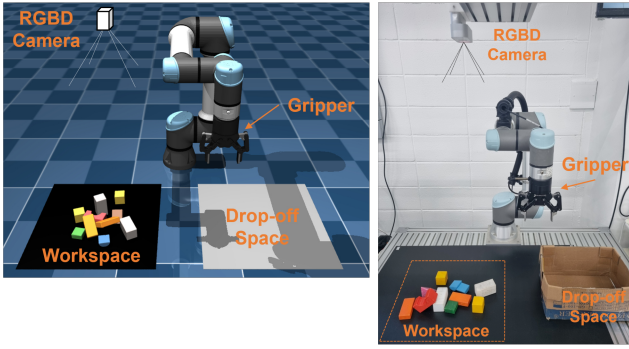 RGBD
Camera
Gripper
Drop-off
Space
Workspace
RGBD
Camera
Gripper
Drop-off
Space
Workspace